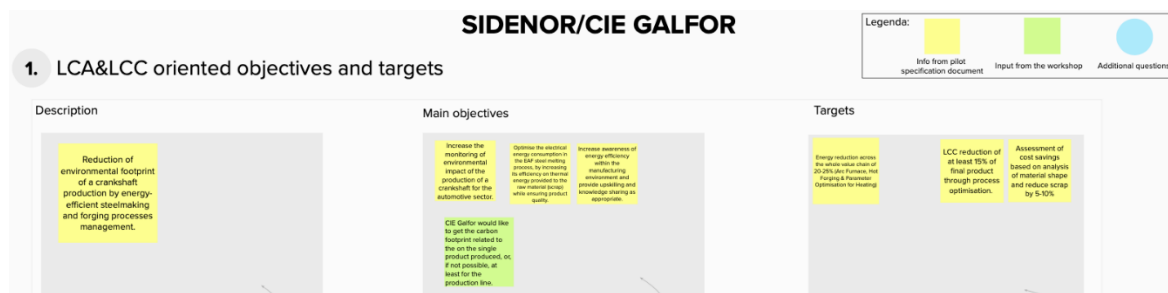 SIDENOR/CIE GALFOR
Legenda:
Info from pilot
specification document
Input from the workshop
Additional questions
1. LCA&LCC oriented objectives and targets
Description
Reduction of
environmental footprint
of a crankshaft
production by energy-
efficient steelmaking
and forging processes
management.
Main objectives
Increase the
monitoring of
environmental
impact of the
production of a
crankshaft for the
automotive sector.
Optimise the electrical
energy consumption in
the EAF steel melting
process, by increasing
its efficiency on thermal
energy provided to the
raw material (scrap)
while ensuring product
quality.
Increase awareness of
energy efficiency
within the
manufacturing
environment and
provide upskilling and
knowledge sharing as
appropriate.
CIE Galfor would like
to get the carbon
footprint related to
the on the single
product produced, or,
if not possible, at
least for the
production line.
Targets
Energy reduction across
the whole value chain of
20-25% (Arc Furnace, Hot
Forging & Parameter
Optimisation for Heating)
LCC reduction of
at least 15% of
final product
through process
optimisation.
Assessment of
cost savings
based on analysis
of material shape
and reduce scrap
by 5-10%